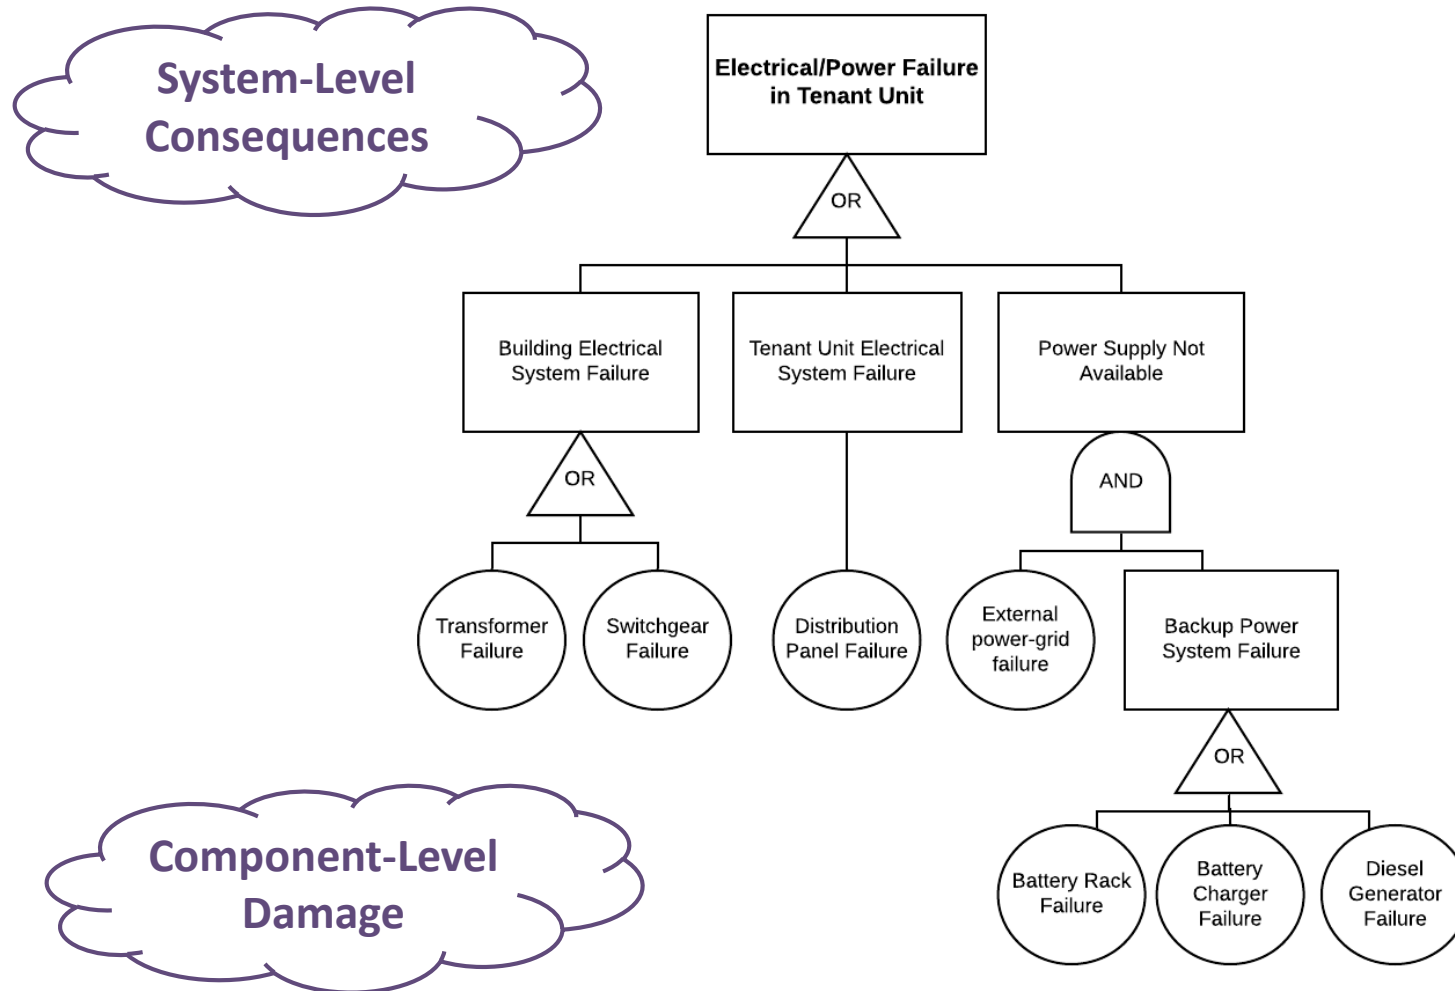 System-Level
Consequences
Electrical/Power Failure
in Tenant Unit
OR
Building Electrical
System Failure
Tenant Unit Electrical
System Failure
Power Supply Not
Available
OR
AND
Transformer
Failure
Switchgear
Failure
Distribution
Panel Failure
External
power-grid
failure
Backup Power
System Failure
OR
Component-Level
Damage
Battery Rack
Failure
Battery
Charger
Failure
Diesel
Generator
Failure